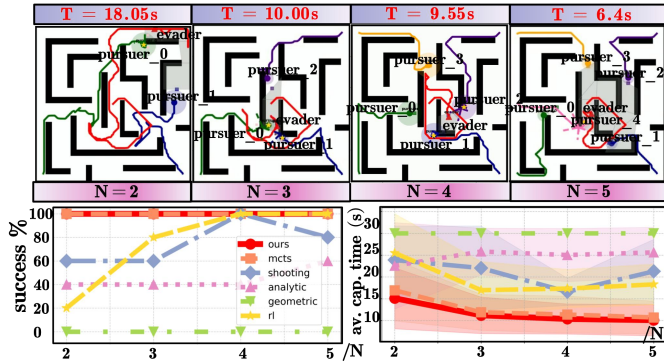 T = 18.05s
T = 10.00s
T = 9.55s
T = 6.4s
evader
pursuer_0
pursuer_1
pursuer_2
pursuer_0
pursuer_1
pursuer_3
pursuer_0
evader
pursuer_1
pursuer_3
pursuer_0
evader
pursuer_4
pursuer_1
N = 2
N = 3
N = 4
N = 5
success %
100
80
60
40
20
0
ours
mcts
shooting
analytic
geometric
rl
2
3
4
5
/N
av. cap. time (s)
30
25
20
15
10
2
3
4
5
/N